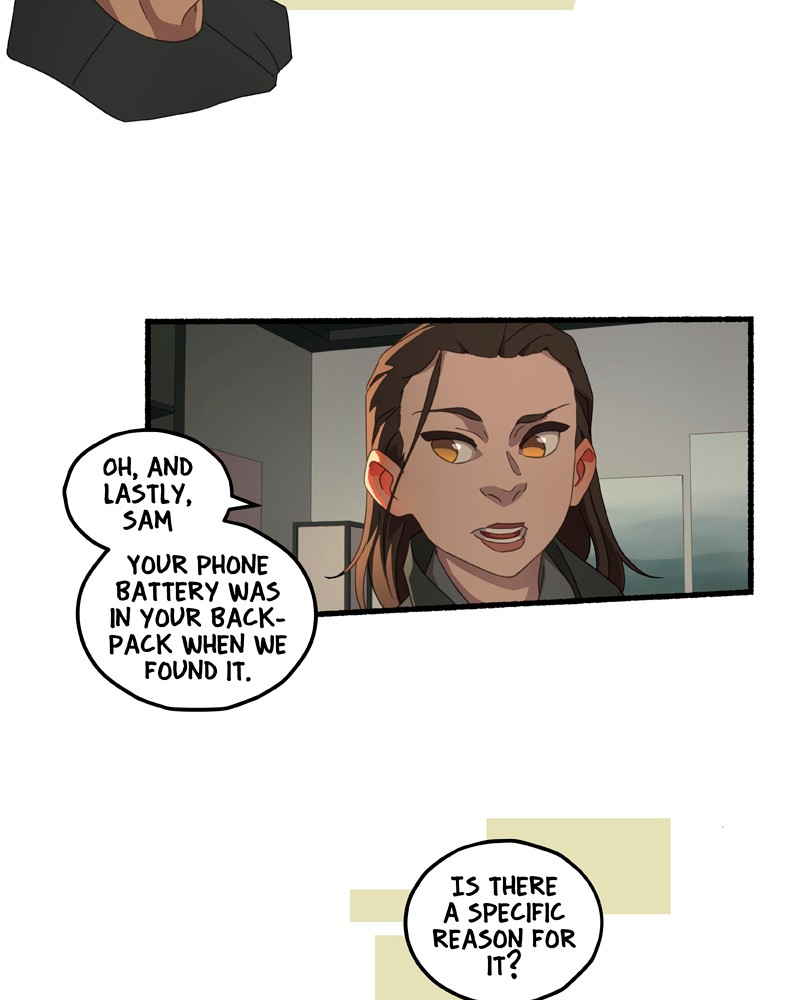 OH, AND
LASTLY,
SAM
YOUR PHONE
BATTERY WAS
IN YOUR BACK-
PACK WHEN WE
FOUND IT.
IS THERE
A SPECIFIC
REASON FOR
IT?